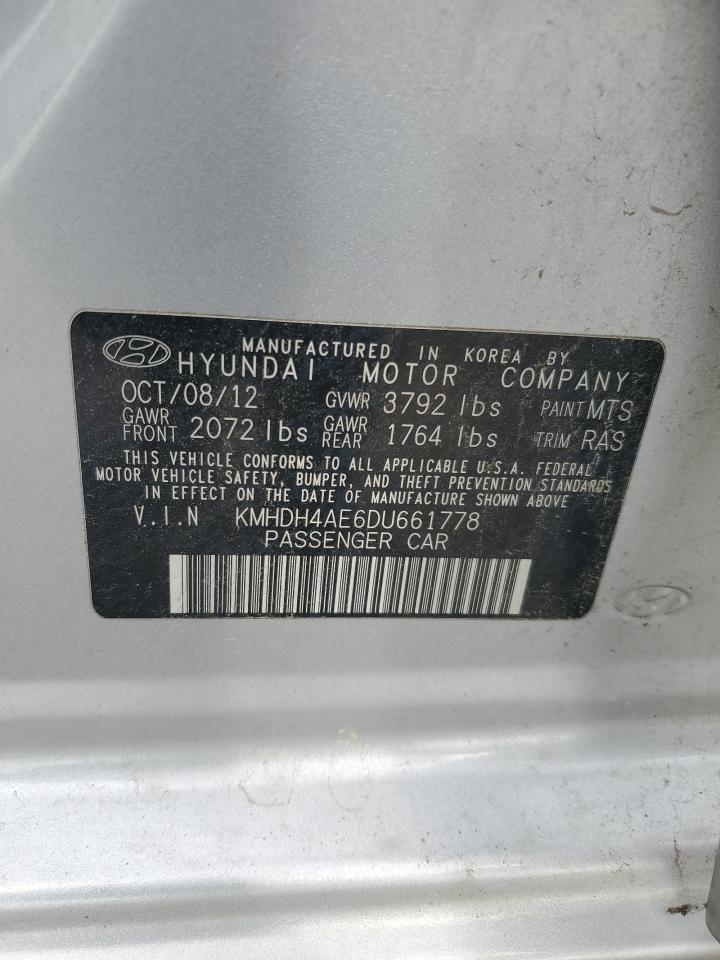 MANUFACTURED IN KOREA BY
HYUNDAI MOTOR COMPANY
OCT/08/12 GVWR 3792 lbs PAINT MTS
GAWR FRONT 2072 lbs GAWR REAR 1764 lbs TRIM RAS
THIS VEHICLE CONFORMS TO ALL APPLICABLE U.S.A. FEDERAL
MOTOR VEHICLE SAFETY, BUMPER, AND THEFT PREVENTION STANDARDS
IN EFFECT ON THE DATE OF MANUFACTURE SHOWN ABOVE
V.I.N KMHDH4AE6DU661778
PASSENGER CAR